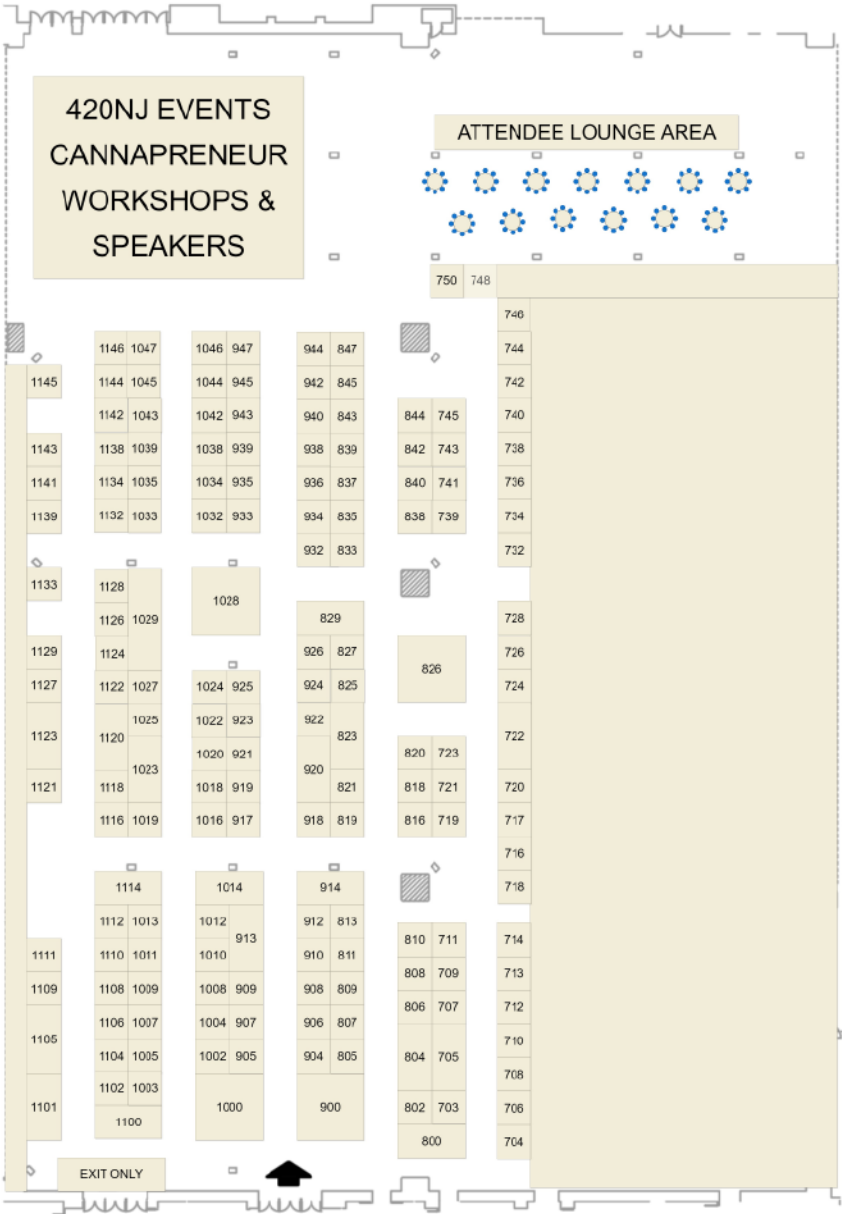 420NJ EVENTS
CANNAPRENEUR
WORKSHOPS &
SPEAKERS
ATTENDEE LOUNGE AREA
750 748
746
1146 1047 1046 947 944 847 744
1145 1144 1045 1044 945 942 845 742
1142 1043 1042 943 940 843 844 745 740
1143 1138 1039 1038 939 938 839 842 743 738
1141 1134 1035 1034 935 936 837 840 741 736
1139 1132 1033 1032 933 934 835 838 739 734
932 833 732
1133 1128
1028
1126 1029 829 728
1129 1124 926 827 726
826
1127 1122 1027 1024 925 924 825 724
1025 1022 923 922
1123 1120 823 722
1020 921 820 723
1023 920
1121 1118 1018 919 821 818 721 720
1116 1019 1016 917 918 819 816 719 717
716
1114 1014 914 718
1112 1013 1012 912 813
913 810 711 714
1111 1110 1011 1010 910 811
808 709 713
1109 1108 1009 1008 909 908 809
806 707 712
1106 1007 1004 907 906 807
1105 710
1104 1005 1002 905 904 805 804 705
708
1102 1003
1101 1000 900 802 703 706
1100
800 704
EXIT ONLY